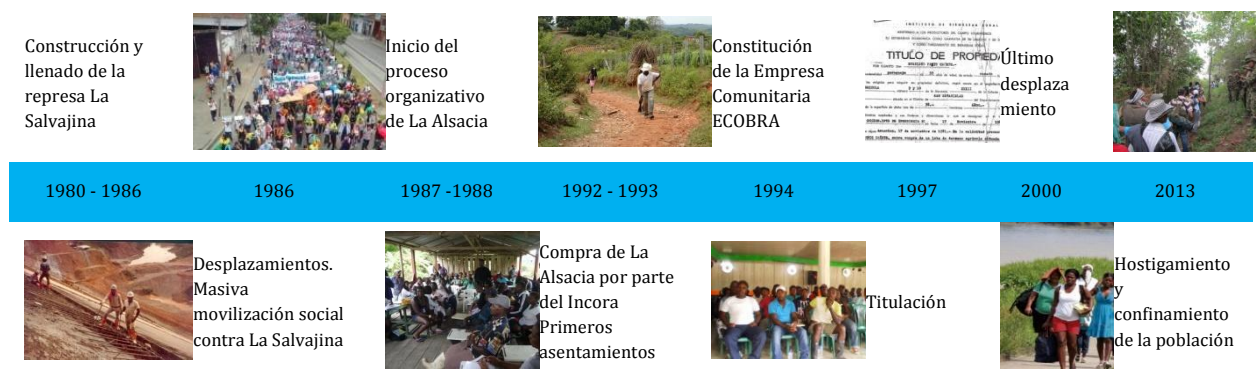 Construcción y
llenado de la
represa La
Salvajina
Inicio del
proceso
organizativo
de La Alsacia
Constitución
de la Empresa
Comunitaria
ECOBRA
TITULO DE PROPIED
Último
desplaza
miento
1980 - 1986
1986
1987 -1988
1992 - 1993
1994
1997
2000
2013
Desplazamientos.
Masiva
movilización social
contra La Salvajina
Compra de La
Alsacia por parte
del Incora
Primeros
asentamientos
Titulación
Hostigamiento
y
confinamiento
de la población